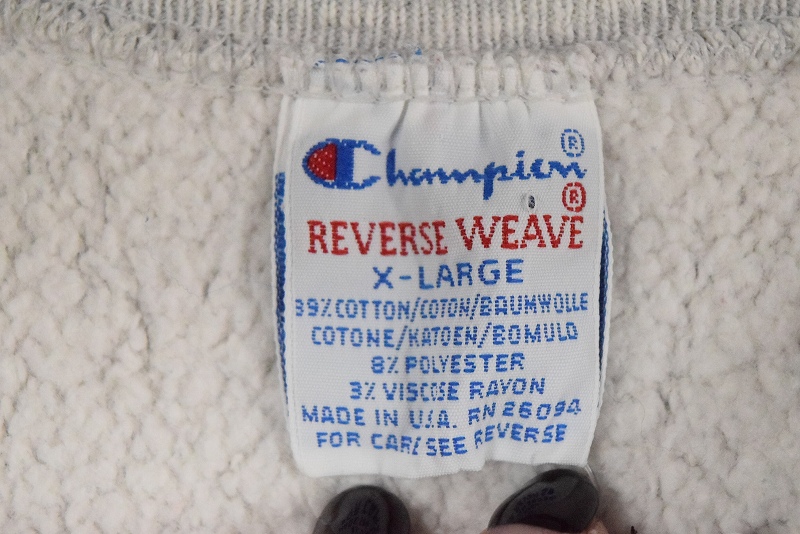 Champion®
®
REVERSE WEAVE
X-LARGE
89% COTTON/COTON/BAUMWOLLE
COTONE/KATOEN/BOMULD
8% POLYESTER
3% VISCOSE RAYON
MADE IN U.S.A. RN 26094
FOR CARE SEE REVERSE